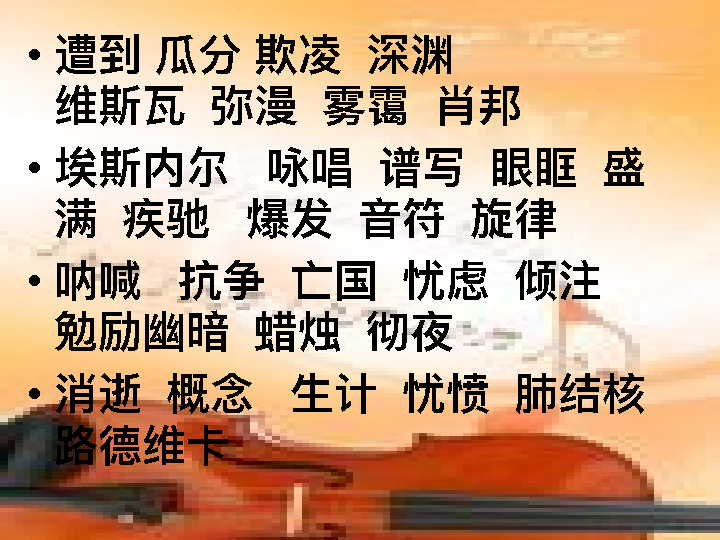 • 遭到 瓜分 欺凌 深渊
维斯瓦 弥漫 雾霭 肖邦
• 埃斯内尔 咏唱 谱写 眼眶 盛
满 疾驰 爆发 音符 旋律
• 呐喊 抗争 亡国 忧虑 倾注
勉励幽暗 蜡烛 彻夜
• 消逝 概念 生计 忧愤 肺结核
路德维卡